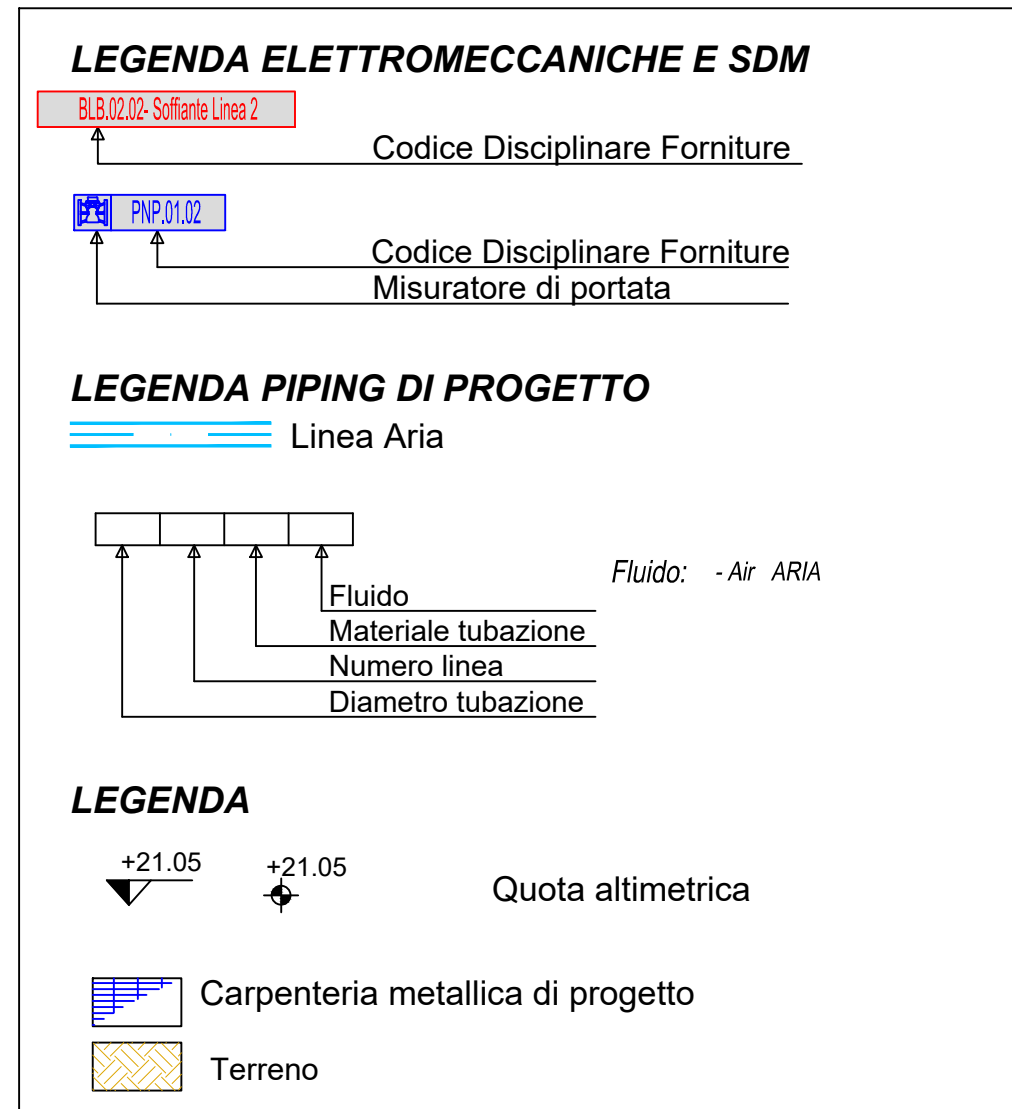 LEGENDA ELETTROMECCANICHE E SDM
BLB.02.02- Soffiante Linea 2
Codice Disciplinare Forniture
PNP.01.02
Codice Disciplinare Forniture
Misuratore di portata
LEGENDA PIPING DI PROGETTO
Linea Aria
Fluido: - Air ARIA
Fluido
Materiale tubazione
Numero linea
Diametro tubazione
LEGENDA
+21.05 +21.05 Quota altimetrica
Carpenteria metallica di progetto
Terreno